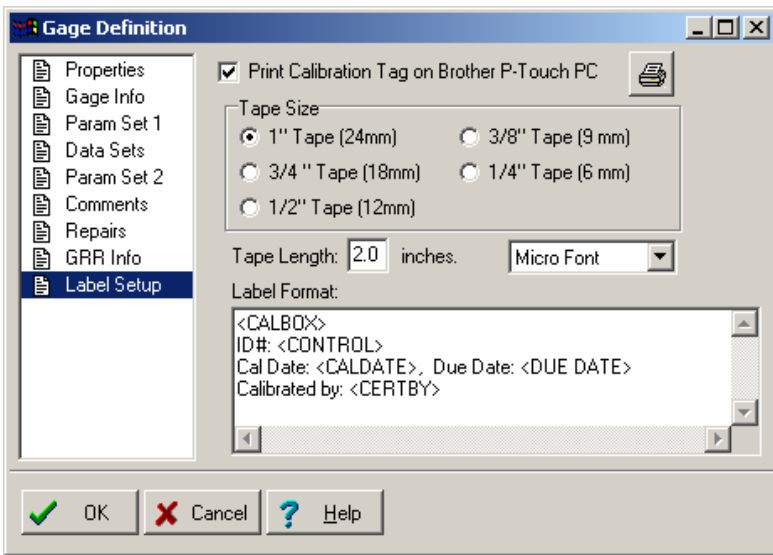 Gage Definition
Properties
Gage Info
Param Set 1
Data Sets
Param Set 2
Comments
Repairs
GRR Info
Label Setup
Print Calibration Tag on Brother P-Touch PC
Tape Size
1" Tape (24mm)
3/8" Tape (9 mm)
3/4 " Tape (18mm)
1/4" Tape (6 mm)
1/2" Tape (12mm)
Tape Length: 2.0 inches. Micro Font
Label Format:
<CALBOX>
ID#: <CONTROL>
Cal Date: <CALDATE>, Due Date: <DUE DATE>
Calibrated by: <CERTBY>
OK Cancel Help